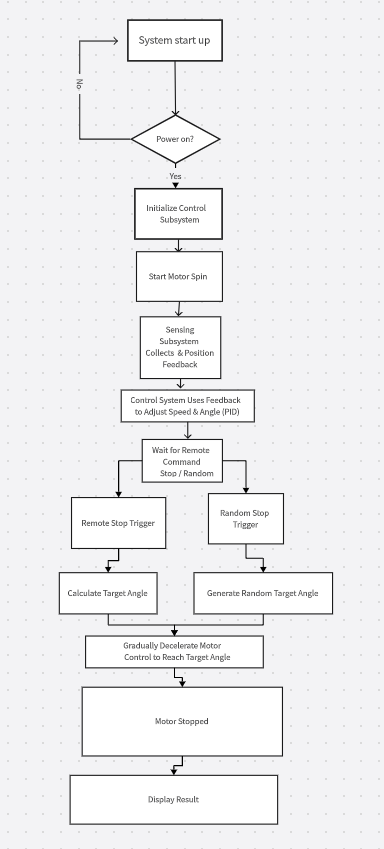 System start up
No
Power on?
Yes
Initialize Control
Subsystem
Start Motor Spin
Sensing
Subsystem
Collects & Position
Feedback
Control System Uses Feedback
to Adjust Speed & Angle (PID)
Wait for Remote
Command
Stop / Random
Remote Stop Trigger
Random Stop
Trigger
Calculate Target Angle
Generate Random Target Angle
Gradually Decelerate Motor
Control to Reach Target Angle
Motor Stopped
Display Result